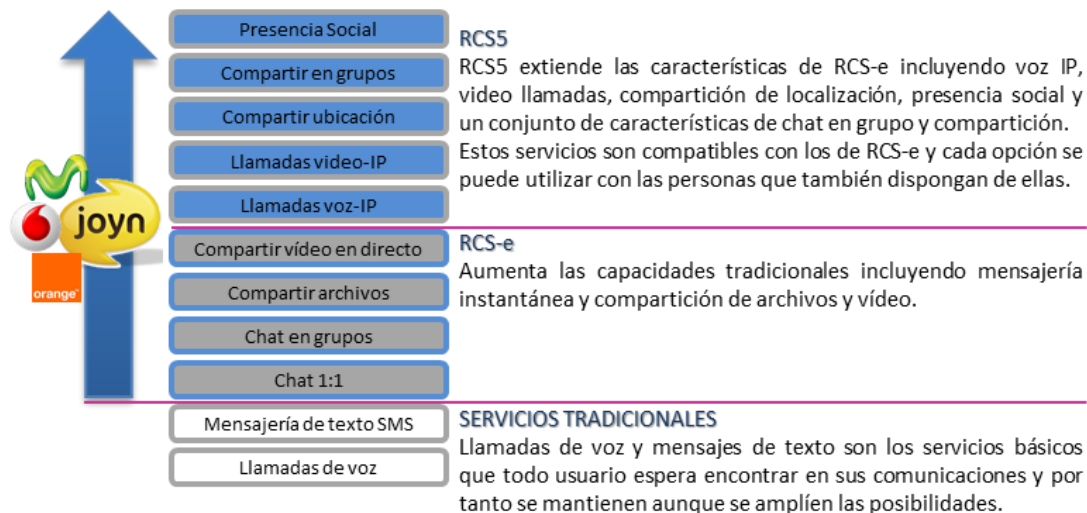 Presencia Social
Compartir en grupos
Compartir ubicación
Llamadas video-IP
Llamadas voz-IP
Compartir vídeo en directo
Compartir archivos
Chat en grupos
Chat 1:1
Mensajería de texto SMS
Llamadas de voz
joyn
orange
RCS5
RCS5 extiende las características de RCS-e incluyendo voz IP,
video llamadas, compartición de localización, presencia social y
un conjunto de características de chat en grupo y compartición.
Estos servicios son compatibles con los de RCS-e y cada opción se
puede utilizar con las personas que también dispongan de ellas.
RCS-e
Aumenta las capacidades tradicionales incluyendo mensajería
instantánea y compartición de archivos y vídeo.
SERVICIOS TRADICIONALES
Llamadas de voz y mensajes de texto son los servicios básicos
que todo usuario espera encontrar en sus comunicaciones y por
tanto se mantienen aunque se amplíen las posibilidades.